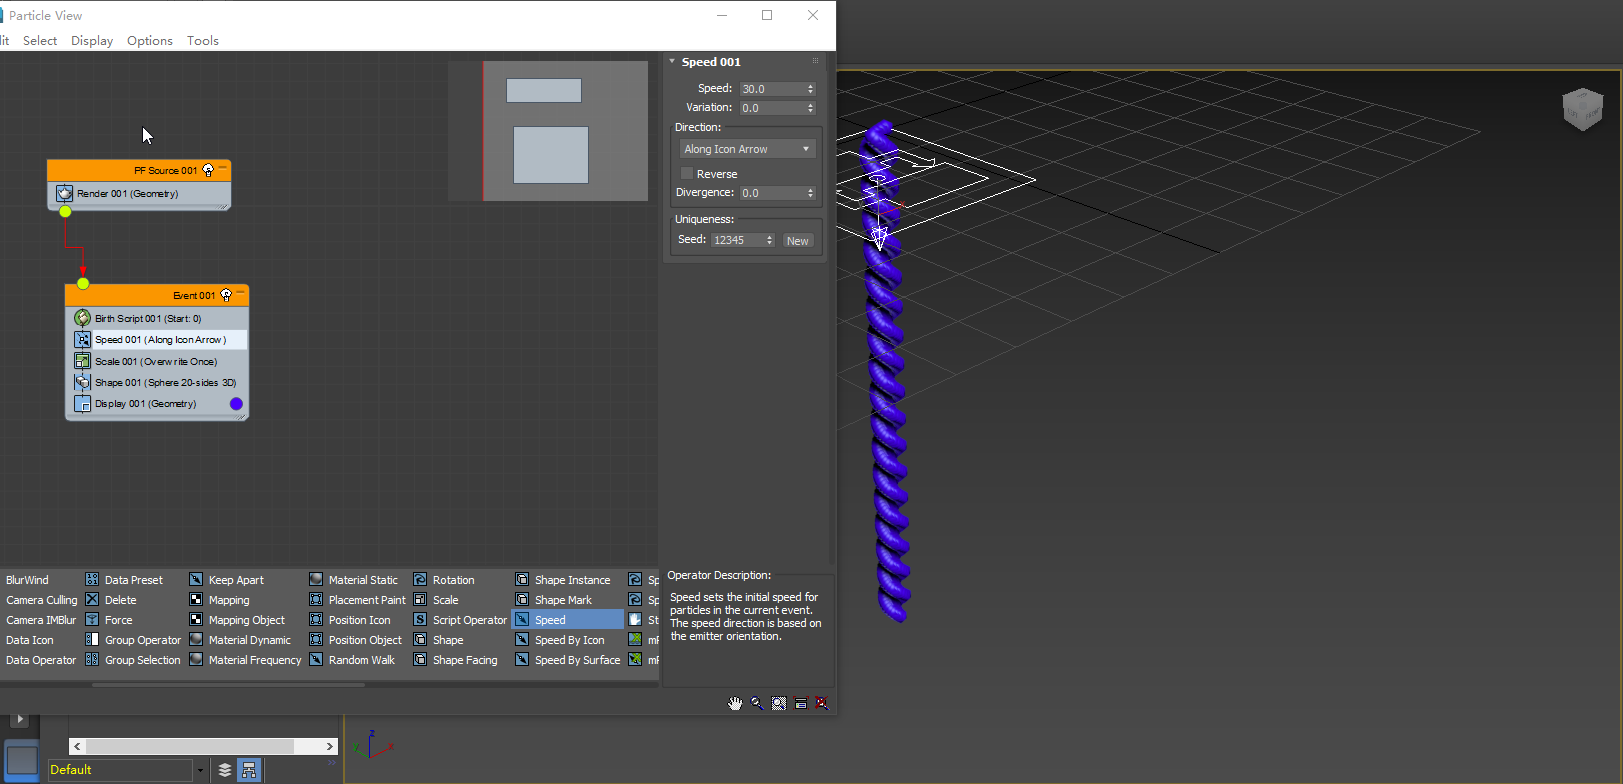 Particle View
lit Select Display Options Tools
PF Source 001
Render 001 (Geometry)
Event 001
Birth Script 001 (Start: 0)
Speed 001 (Along Icon Arrow)
Scale 001 (Overwrite Once)
Shape 001 (Sphere 20-sides 3D)
Display 001 (Geometry)
Speed 001
Speed: 30.0
Variation: 0.0
Direction:
Along Icon Arrow
Reverse
Divergence: 0.0
Uniqueness:
Seed: 12345 New
BlurWind Data Preset Keep Apart Material Static Rotation Shape Instance Sp
Camera Culling Delete Mapping Placement Paint Scale Shape Mark Sp
Camera IMBlur Force Mapping Object Position Icon Script Operator Speed St
Data Icon Group Operator Material Dynamic Position Object Shape Speed By Icon mP
Data Operator Group Selection Material Frequency Random Walk Shape Facing Speed By Surface mP
Operator Description:
Speed sets the initial speed for
particles in the current event.
The speed direction is based on
the emitter orientation.
Default
z
y
x